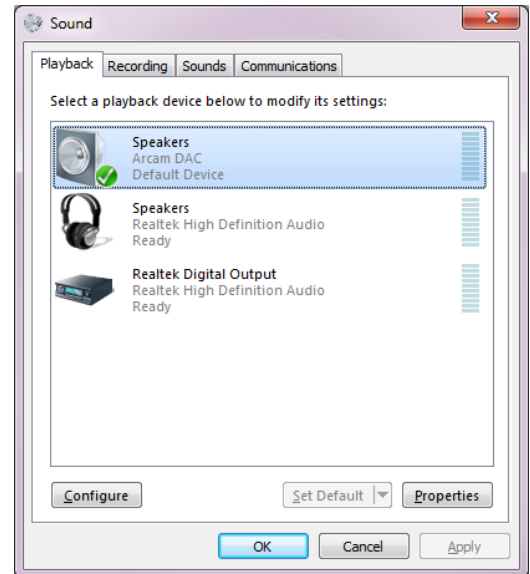 Sound
Playback Recording Sounds Communications
Select a playback device below to modify its settings:
Speakers
Arcam DAC
Default Device
Speakers
Realtek High Definition Audio
Ready
Realtek Digital Output
Realtek High Definition Audio
Ready
Configure Set Default Properties
OK Cancel Apply